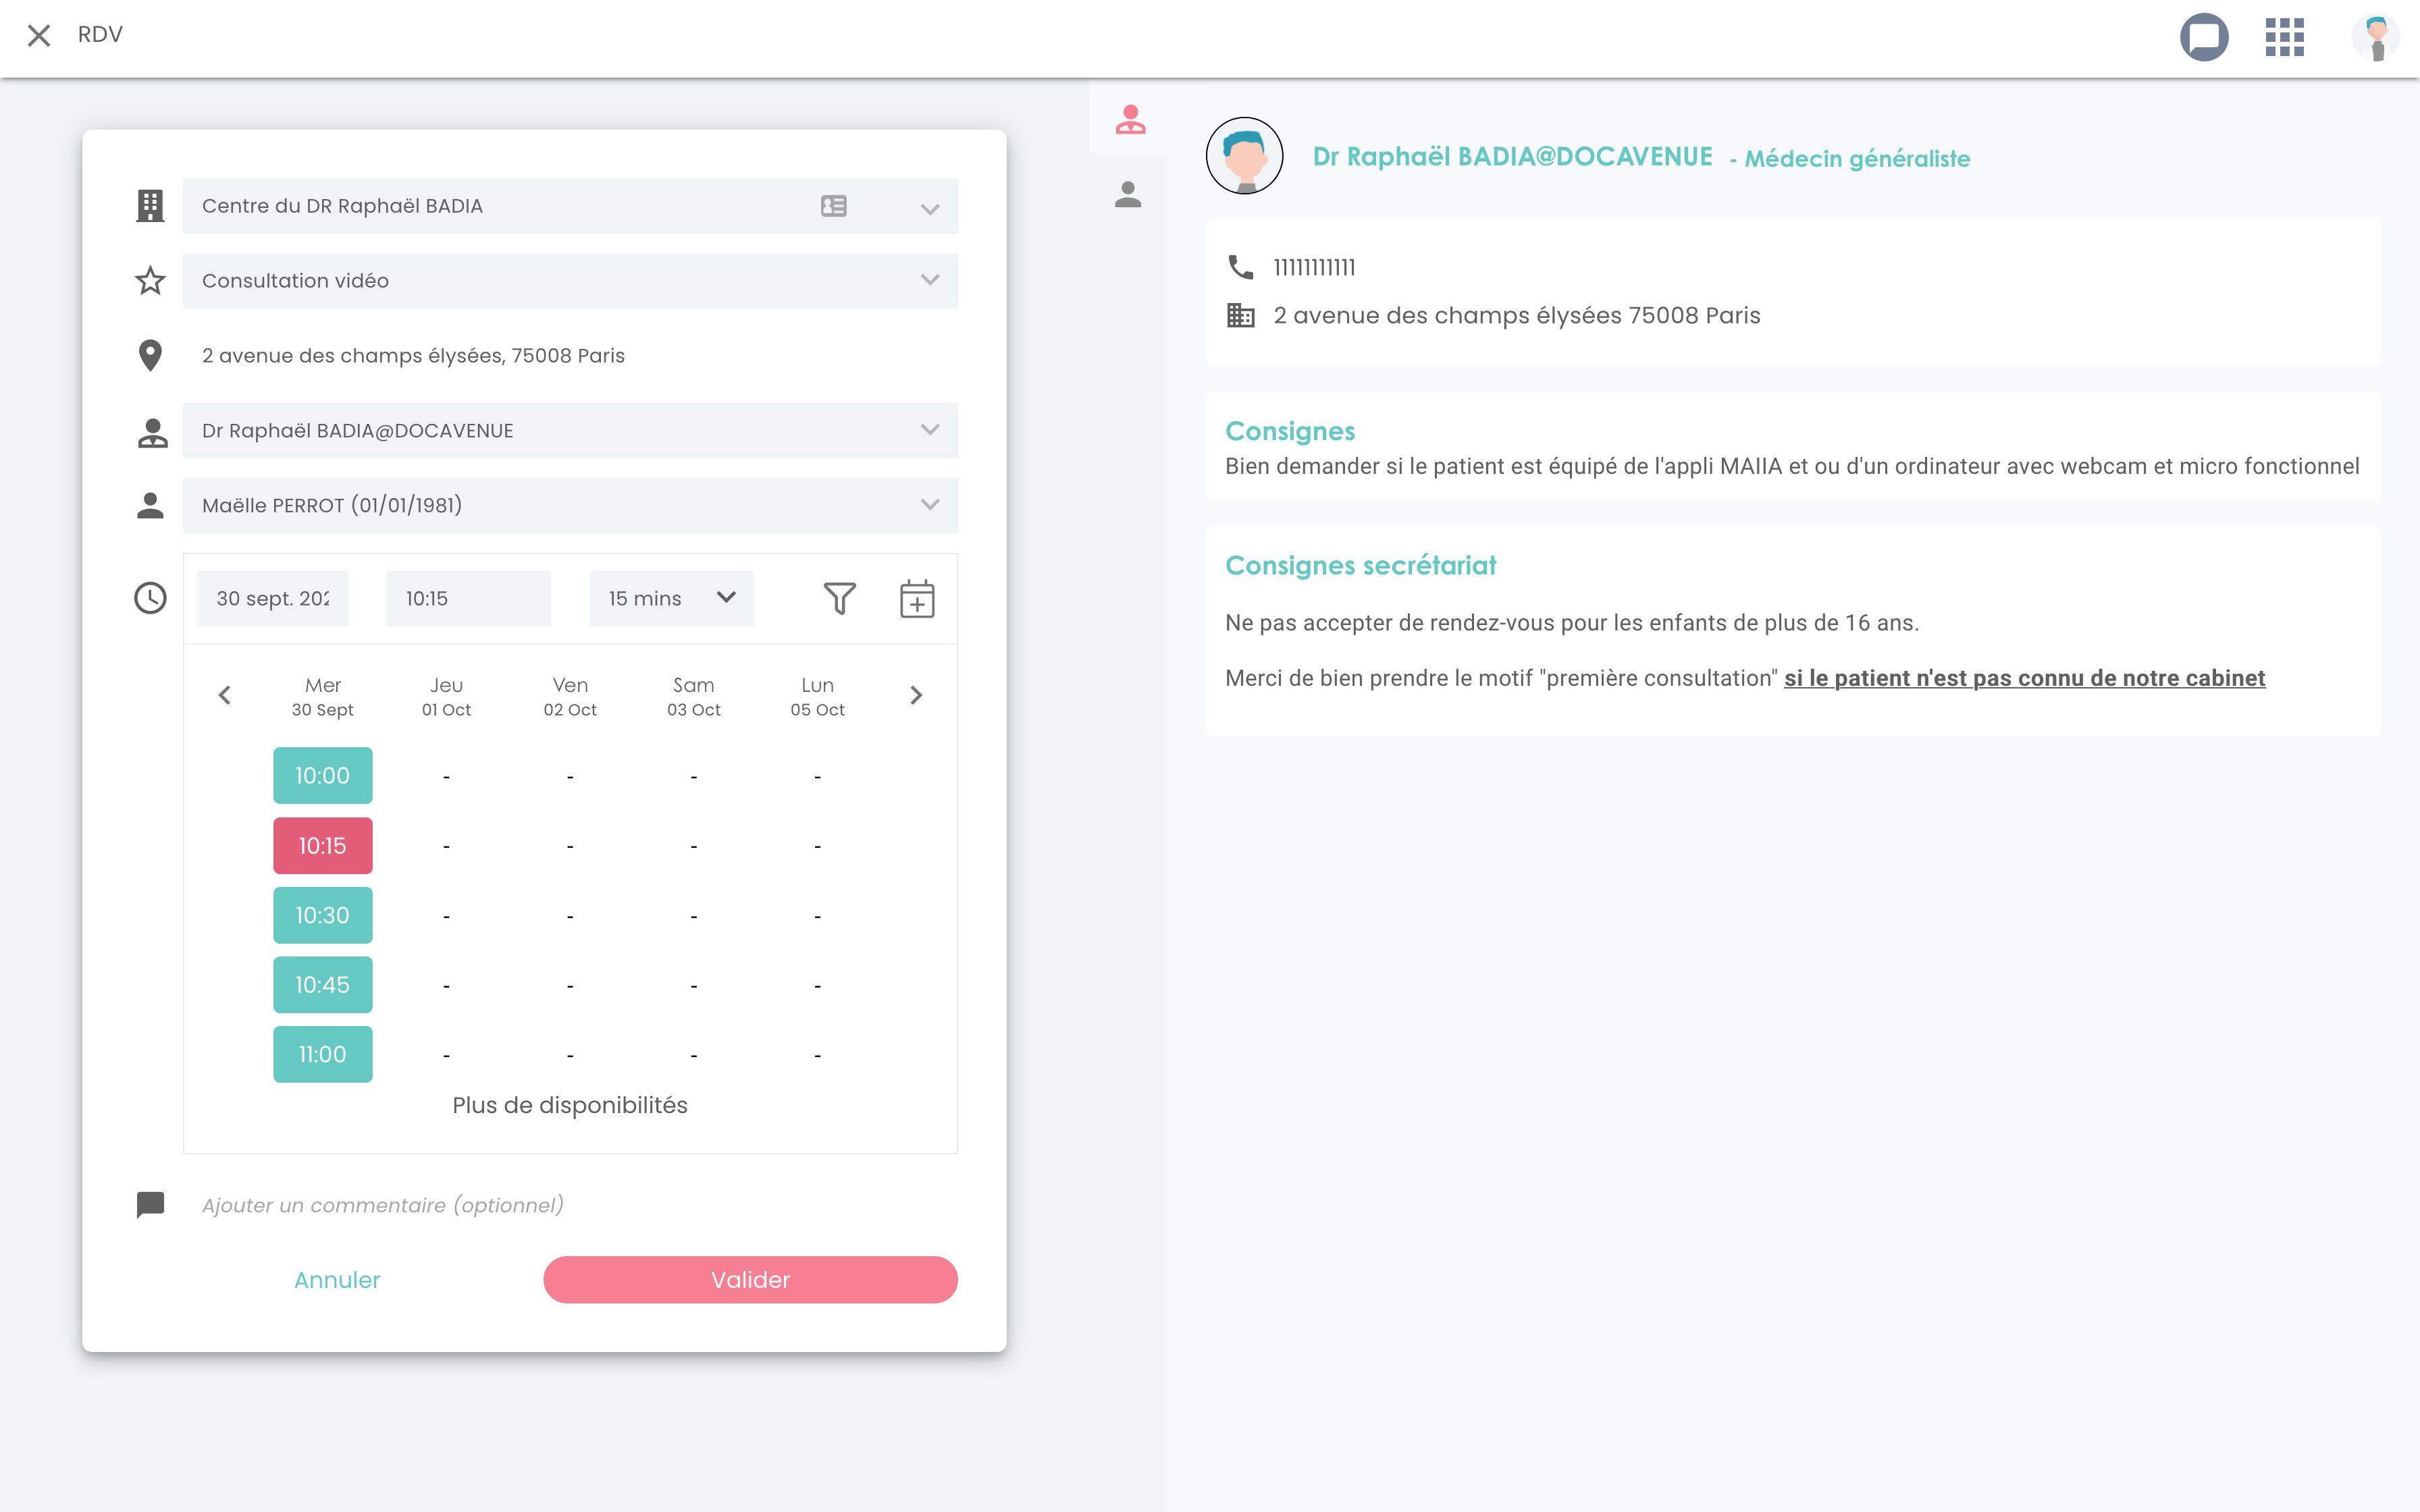 RDV
Centre du DR Raphaël BADIA
Consultation vidéo
2 avenue des champs élysées, 75008 Paris
Dr Raphaël BADIA@DOCAVENUE
Maëlle PERROT (01/01/1981)
30 sept. 202
10:15
15 mins
Mer Jeu Ven Sam Lun
30 Sept 01 Oct 02 Oct 03 Oct 05 Oct
10:00 - - - -
10:15 - - - -
10:30 - - - -
10:45 - - - -
11:00 - - - -
Plus de disponibilités
Ajouter un commentaire (optionnel)
Annuler
Valider
Dr Raphaël BADIA@DOCAVENUE - Médecin généraliste
11111111111
2 avenue des champs élysées 75008 Paris
Consignes
Bien demander si le patient est équipé de l'appli MAIIA et ou d'un ordinateur avec webcam et micro fonctionnel
Consignes secrétariat
Ne pas accepter de rendez-vous pour les enfants de plus de 16 ans.
Merci de bien prendre le motif "première consultation" si le patient n'est pas connu de notre cabinet